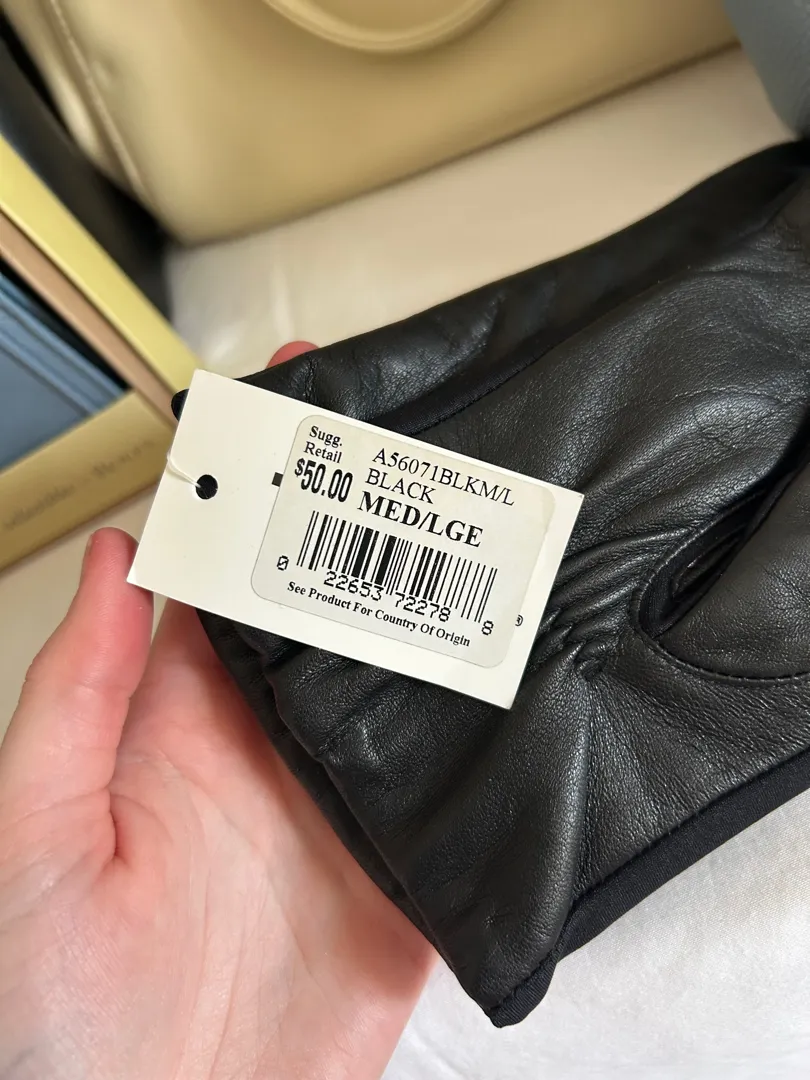 Sugg.
Retail
$50.00
A56071BLKM/L
BLACK
MED/LGE
0 22653 72278 8
See Product For Country Of Origin
®